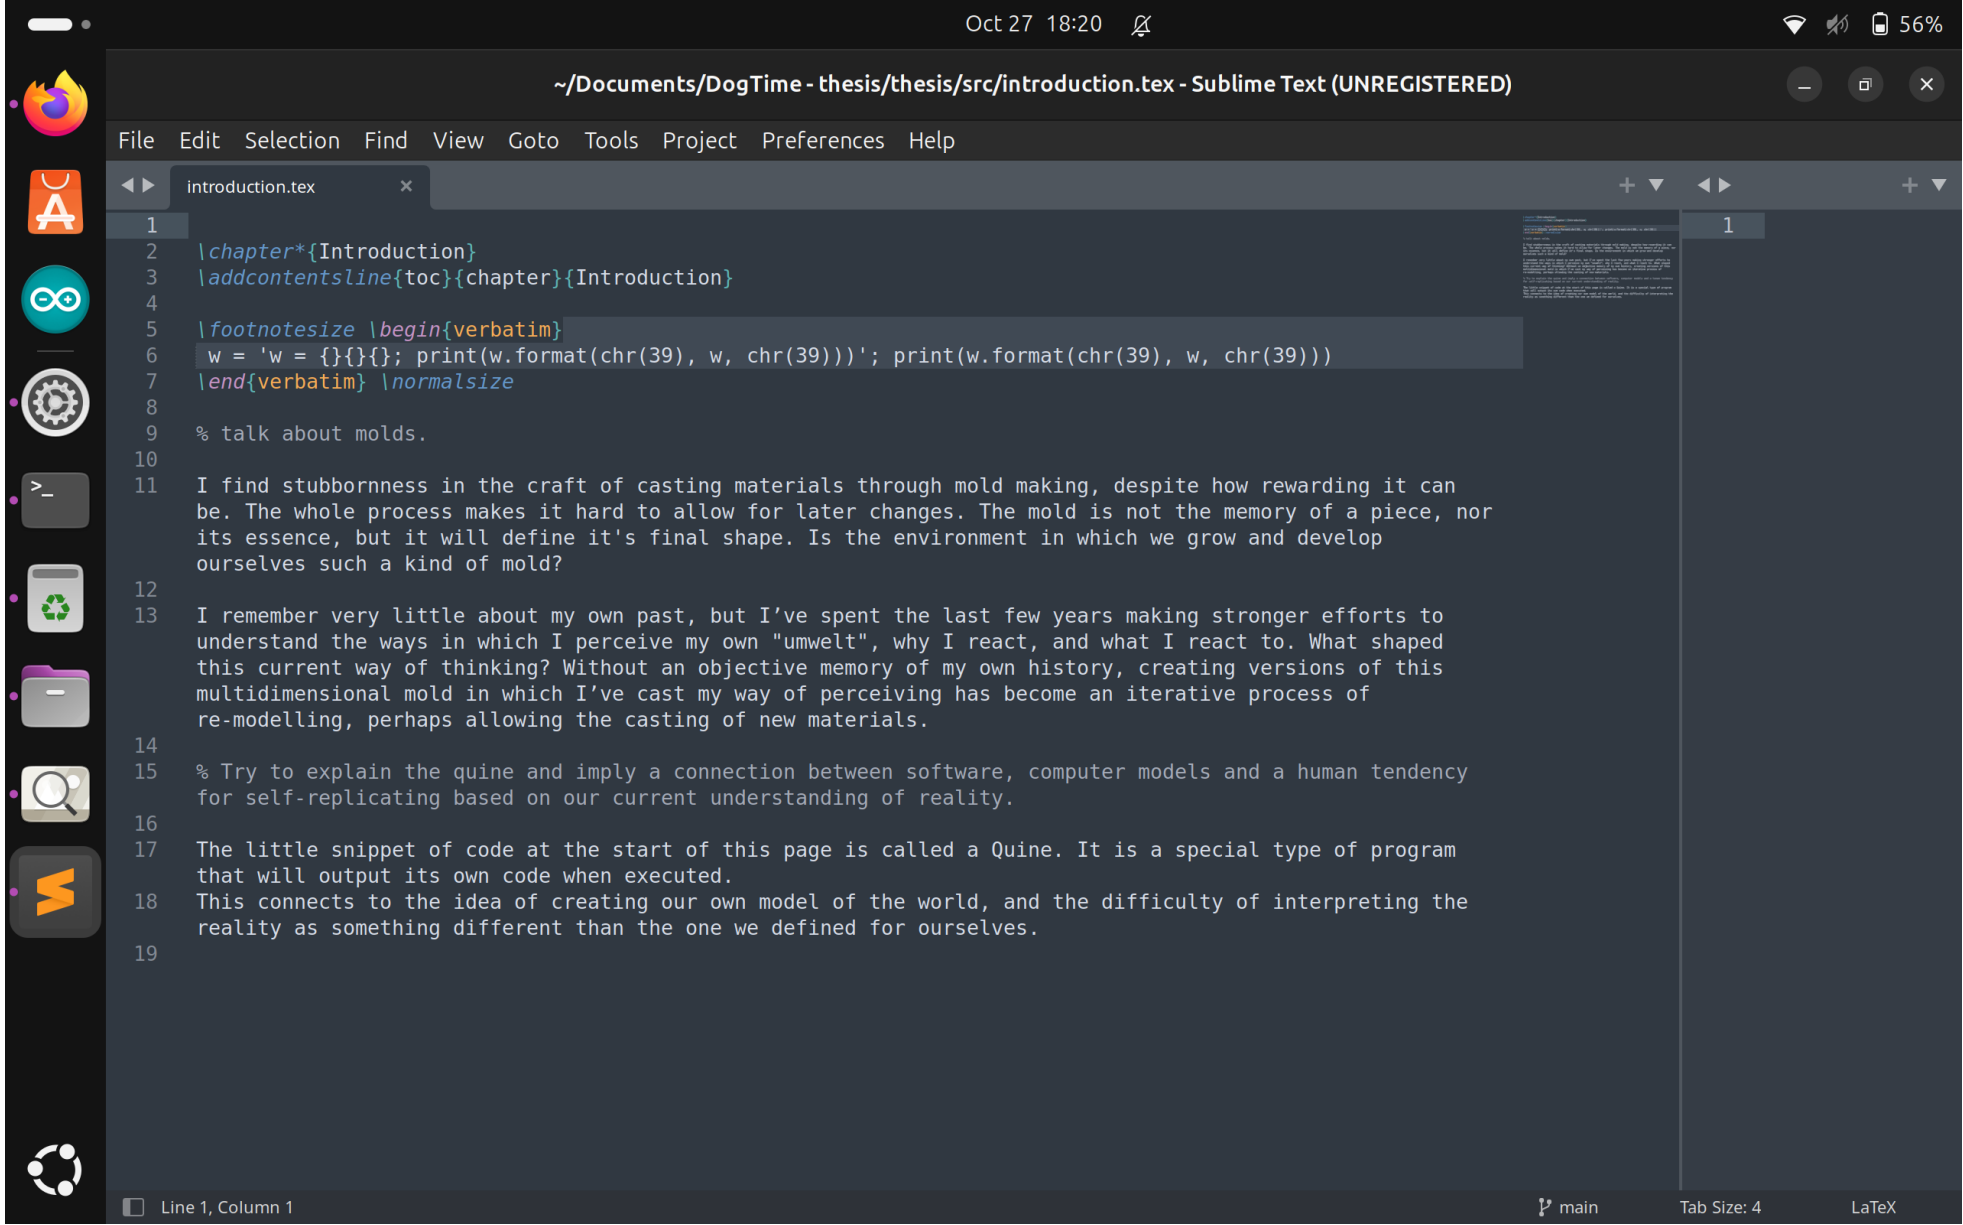 Oct 27 18:20
56%
~/Documents/DogTime - thesis/thesis/src/introduction.tex - Sublime Text (UNREGISTERED)
File Edit Selection Find View Goto Tools Project Preferences Help
introduction.tex
1
1
2 \chapter*{Introduction}
3 \addcontentsline{toc}{chapter}{Introduction}
4
5 \footnotesize \begin{verbatim}
6 w = 'w = {}{}{}; print(w.format(chr(39), w, chr(39)))'; print(w.format(chr(39), w, chr(39)))
7 \end{verbatim} \normalsize
8
9 % talk about molds.
10
11 I find stubbornness in the craft of casting materials through mold making, despite how rewarding it can
be. The whole process makes it hard to allow for later changes. The mold is not the memory of a piece, nor
its essence, but it will define it's final shape. Is the environment in which we grow and develop
ourselves such a kind of mold?
12
13 I remember very little about my own past, but I’ve spent the last few years making stronger efforts to
understand the ways in which I perceive my own "umwelt", why I react, and what I react to. What shaped
this current way of thinking? Without an objective memory of my own history, creating versions of this
multidimensional mold in which I’ve cast my way of perceiving has become an iterative process of
re-modelling, perhaps allowing the casting of new materials.
14
15 % Try to explain the quine and imply a connection between software, computer models and a human tendency
for self-replicating based on our current understanding of reality.
16
17 The little snippet of code at the start of this page is called a Quine. It is a special type of program
that will output its own code when executed.
18 This connects to the idea of creating our own model of the world, and the difficulty of interpreting the
reality as something different than the one we defined for ourselves.
19
Line 1, Column 1
main
Tab Size: 4
LaTeX